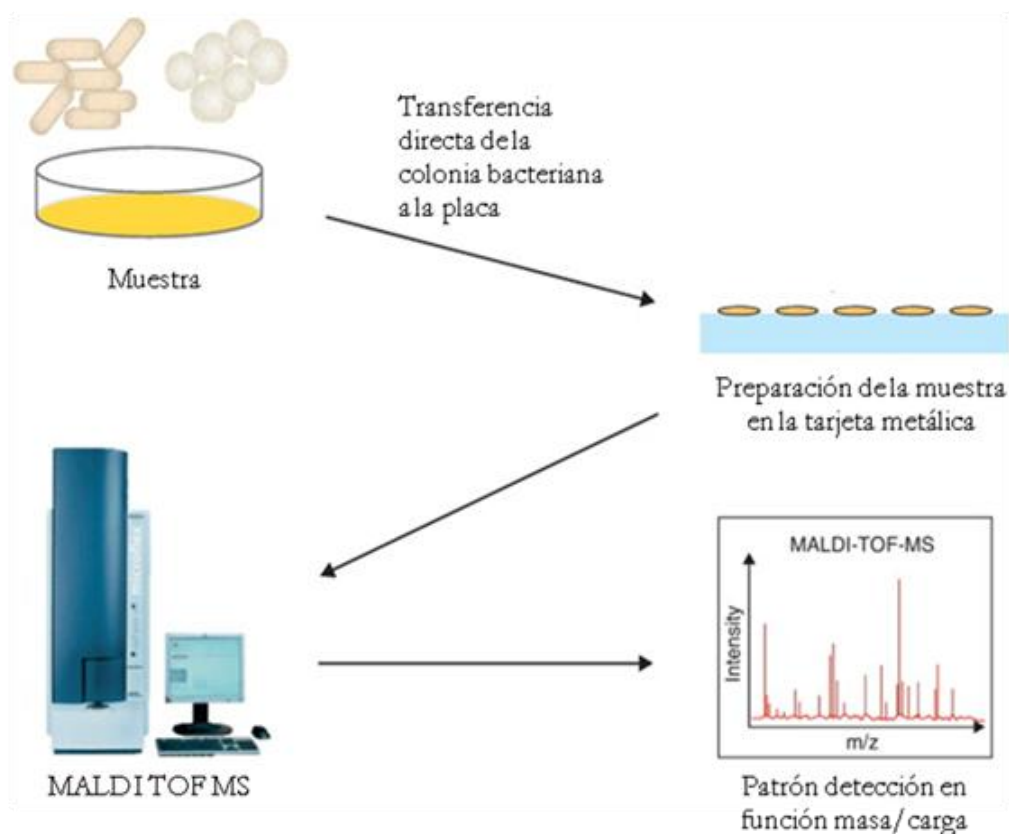 Transferencia
directa de la
colonia bacteriana
a la placa
Muestra
Preparación de la muestra
en la tarjeta metálica
MALDI TOF MS
MALDI-TOF-MS
Intensity
m/z
Patrón detección en
función masa/carga